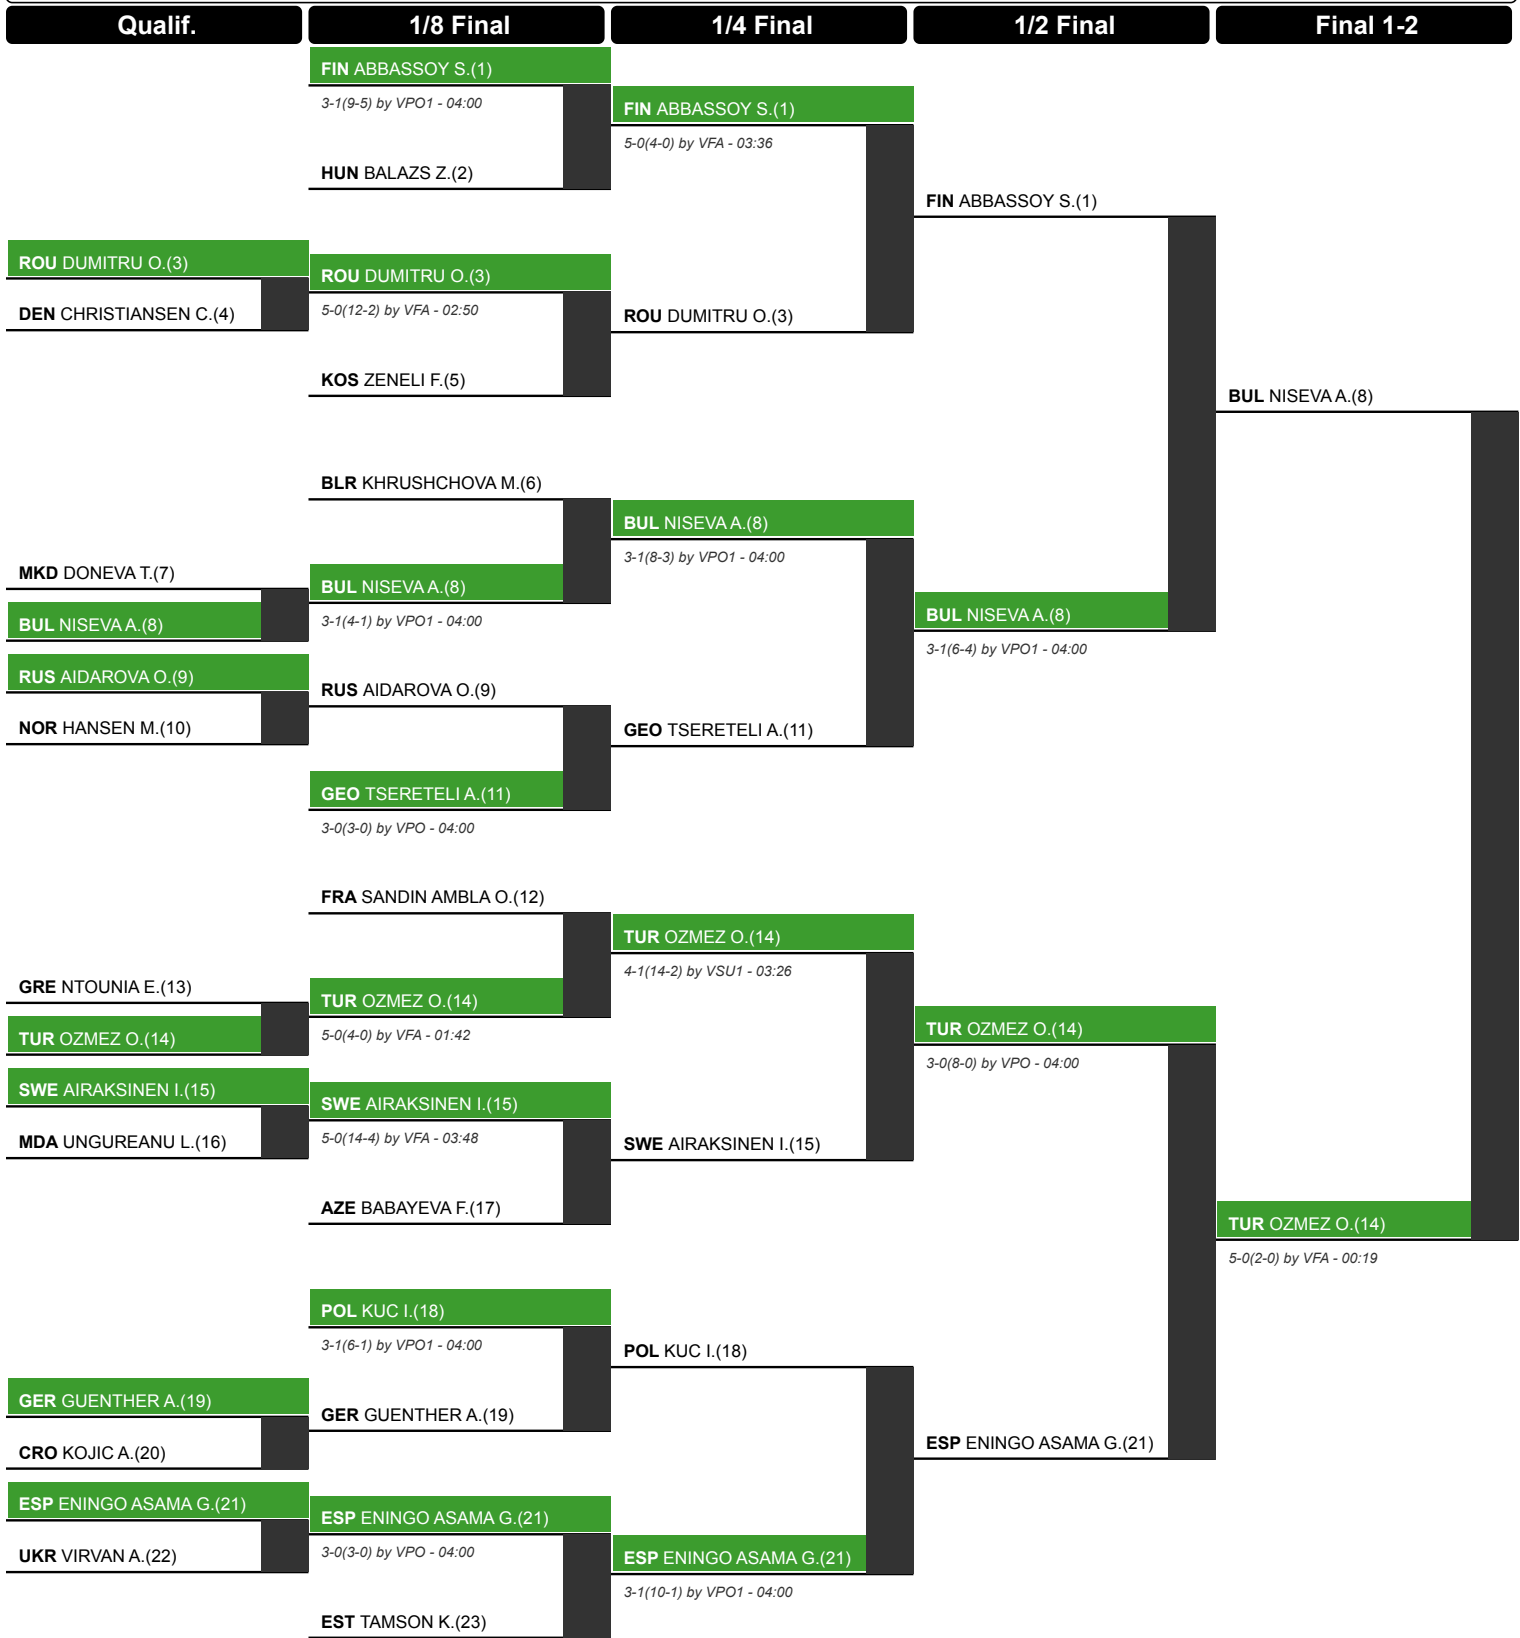 Qualif.
1/8 Final
1/4 Final
1/2 Final
Final 1-2
ROU DUMITRU O.(3)
DEN CHRISTIANSEN C.(4)
MKD DONEVA T.(7)
BUL NISEVA A.(8)
RUS AIDAROVA O.(9)
NOR HANSEN M.(10)
GRE NTOUNIA E.(13)
TUR OZMEZ O.(14)
SWE AIRAKSINEN I.(15)
MDA UNGUREANU L.(16)
GER GUENTHER A.(19)
CRO KOJIC A.(20)
ESP ENINGO ASAMA G.(21)
UKR VIRVAN A.(22)
FIN ABBASSOY S.(1)
3-1(9-5) by VPO1 - 04:00
HUN BALAZS Z.(2)
ROU DUMITRU O.(3)
5-0(12-2) by VFA - 02:50
KOS ZENELI F.(5)
BLR KHRUSHCHOVA M.(6)
BUL NISEVA A.(8)
3-1(4-1) by VPO1 - 04:00
RUS AIDAROVA O.(9)
GEO TSERETELI A.(11)
3-0(3-0) by VPO - 04:00
FRA SANDIN AMBLA O.(12)
TUR OZMEZ O.(14)
5-0(4-0) by VFA - 01:42
SWE AIRAKSINEN I.(15)
5-0(14-4) by VFA - 03:48
AZE BABAYEVA F.(17)
POL KUC I.(18)
3-1(6-1) by VPO1 - 04:00
GER GUENTHER A.(19)
ESP ENINGO ASAMA G.(21)
3-0(3-0) by VPO - 04:00
EST TAMSON K.(23)
FIN ABBASSOY S.(1)
5-0(4-0) by VFA - 03:36
ROU DUMITRU O.(3)
BUL NISEVA A.(8)
3-1(8-3) by VPO1 - 04:00
GEO TSERETELI A.(11)
TUR OZMEZ O.(14)
4-1(14-2) by VSU1 - 03:26
SWE AIRAKSINEN I.(15)
POL KUC I.(18)
ESP ENINGO ASAMA G.(21)
3-1(10-1) by VPO1 - 04:00
FIN ABBASSOY S.(1)
BUL NISEVA A.(8)
3-1(6-4) by VPO1 - 04:00
TUR OZMEZ O.(14)
3-0(8-0) by VPO - 04:00
ESP ENINGO ASAMA G.(21)
BUL NISEVA A.(8)
TUR OZMEZ O.(14)
5-0(2-0) by VFA - 00:19